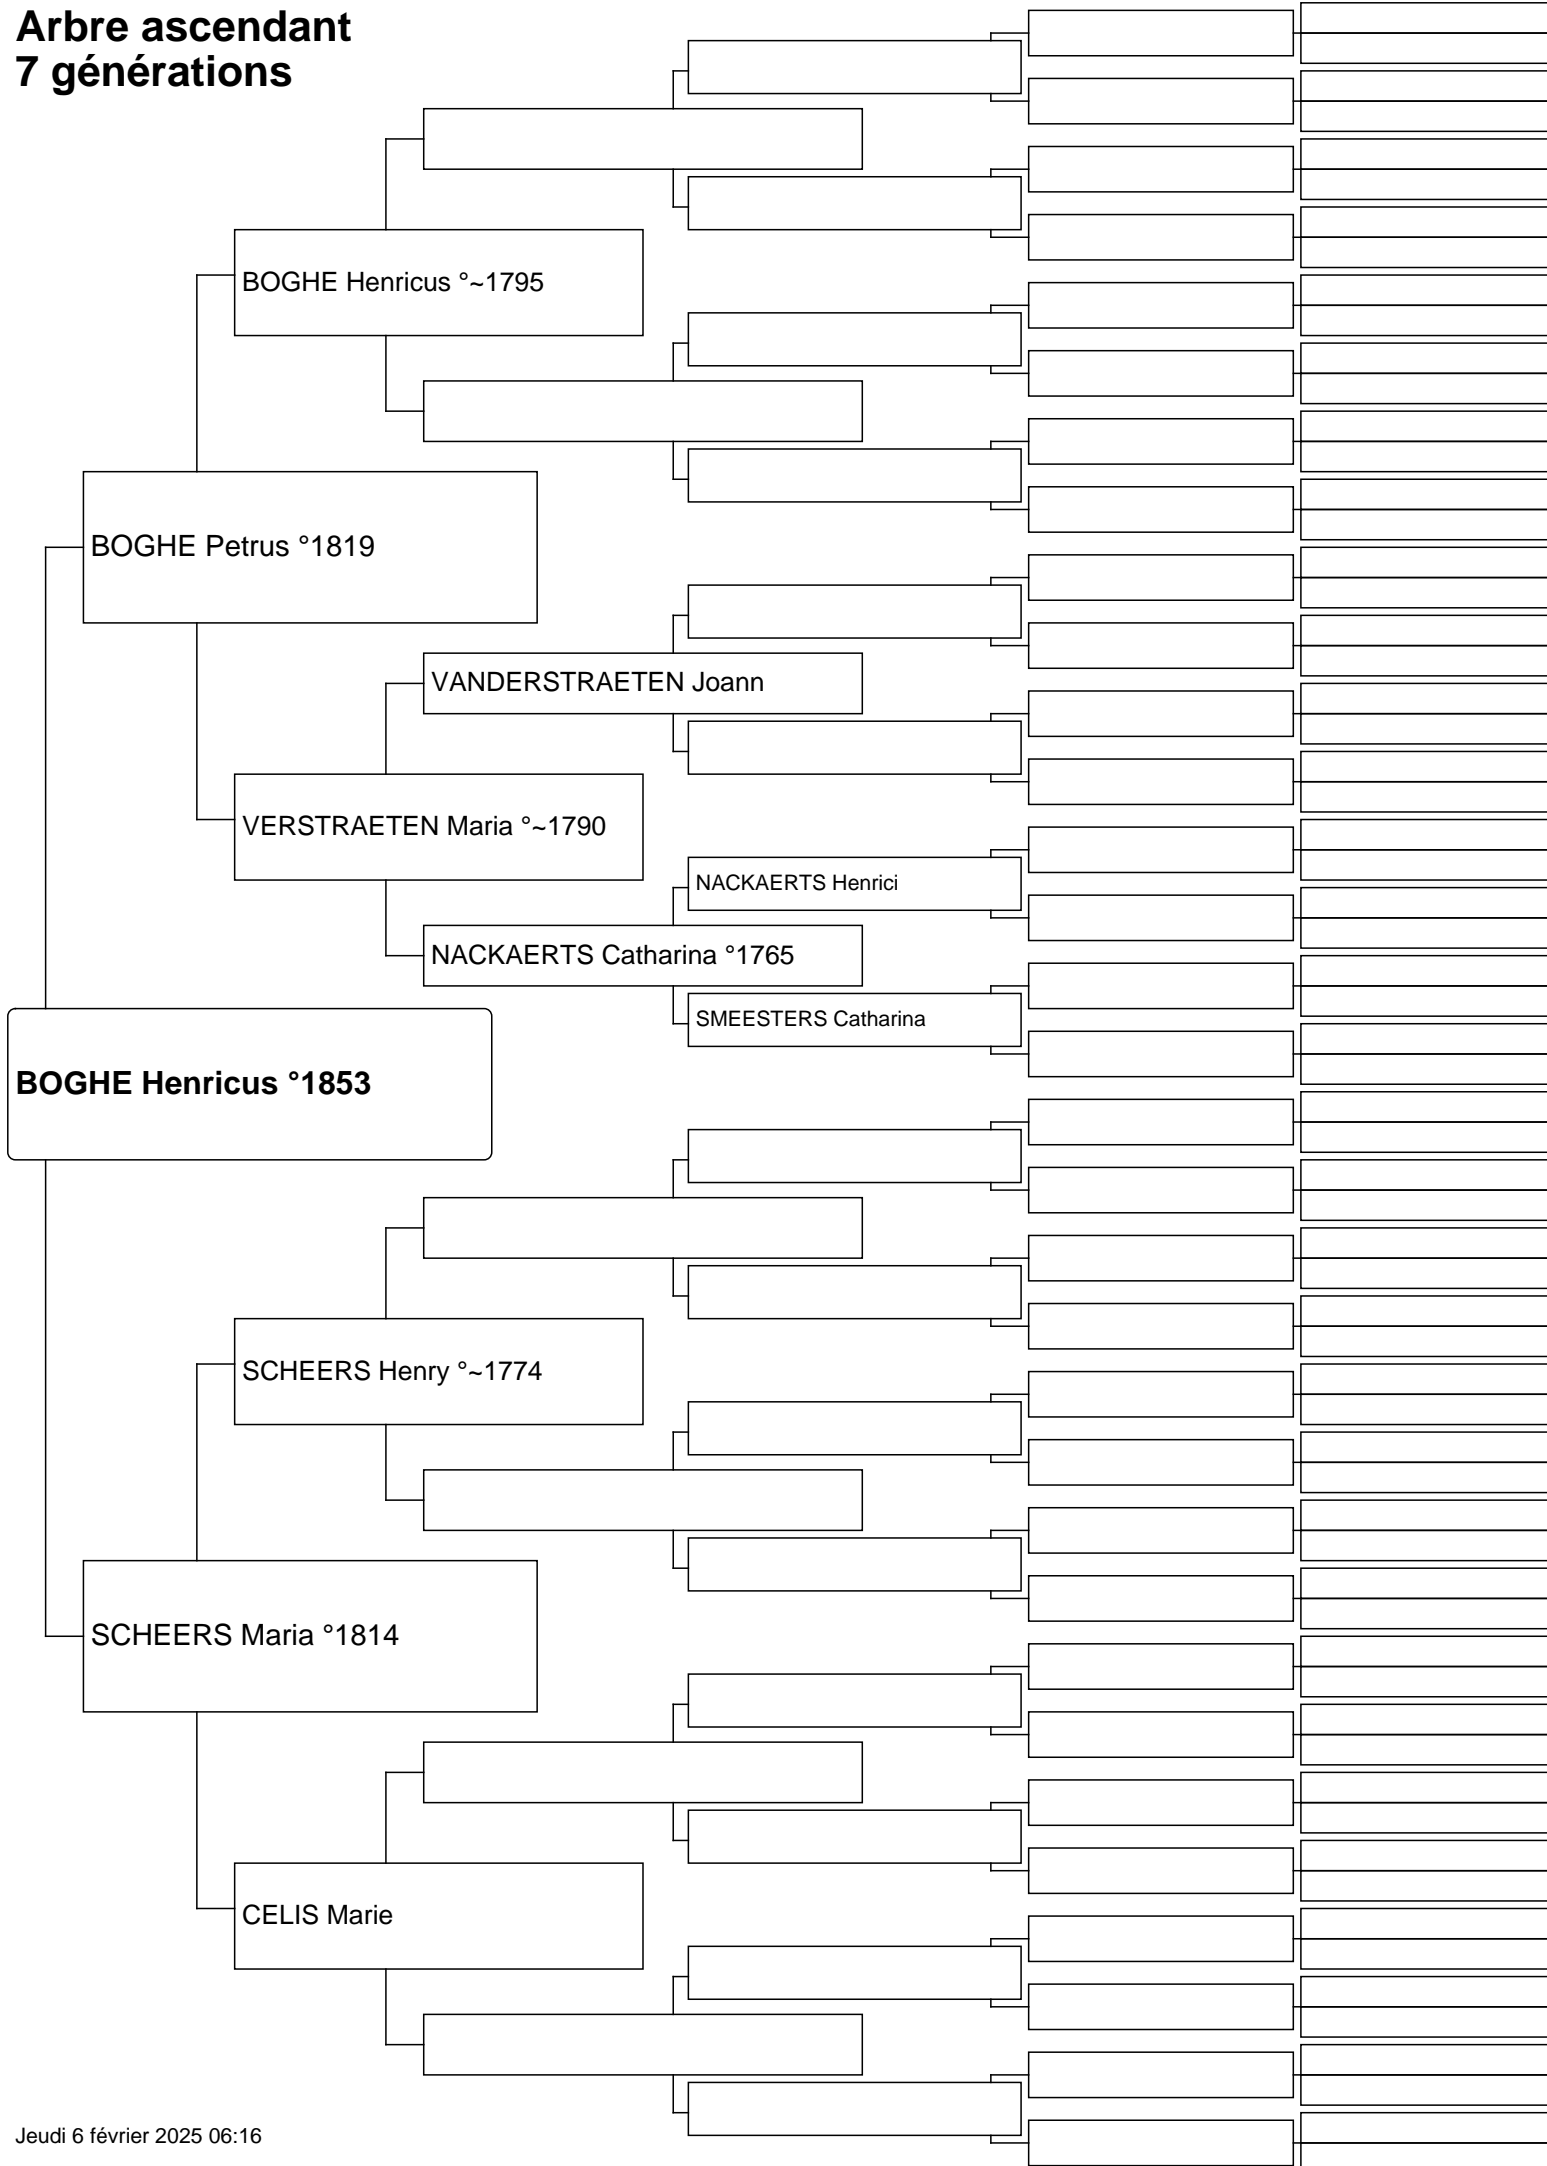 Arbre ascendant
7 générations
BOGHE Henricus °~1795
BOGHE Petrus °1819
VANDERSTRAETEN Joann
VERSTRAETEN Maria °~1790
NACKAERTS Henrici
NACKAERTS Catharina °1765
SMEESTERS Catharina
BOGHE Henricus °1853
SCHEERS Henry °~1774
SCHEERS Maria °1814
CELIS Marie
Jeudi 6 février 2025 06:16